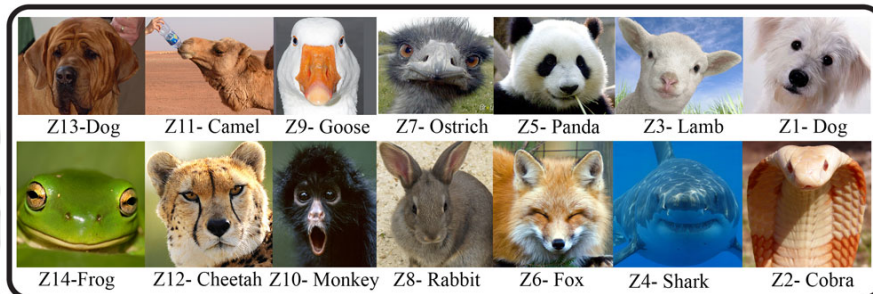 Z13-Dog Z11- Camel Z9- Goose Z7- Ostrich Z5- Panda Z3- Lamb Z1- Dog
Z14-Frog Z12- Cheetah Z10- Monkey Z8- Rabbit Z6- Fox Z4- Shark Z2- Cobra